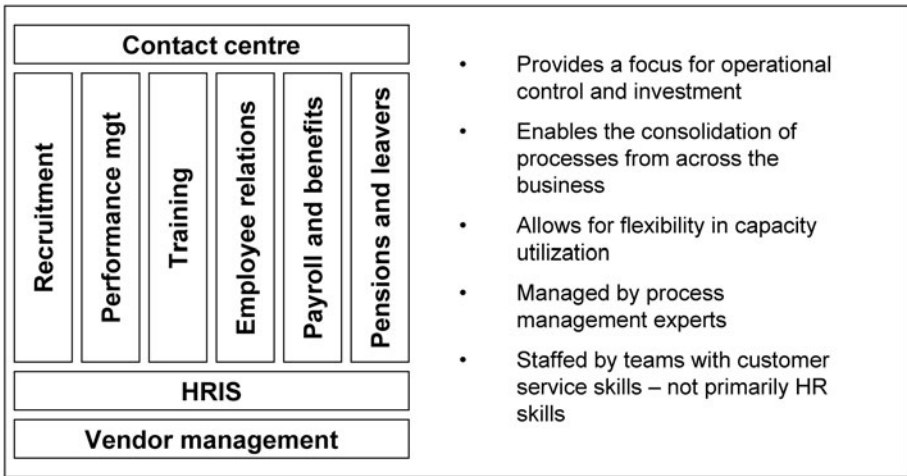 Contact centre
Recruitment
Performance mgt
Training
Employee relations
Payroll and benefits
Pensions and leavers
HRIS
Vendor management
• Provides a focus for operational
control and investment
• Enables the consolidation of
processes from across the
business
• Allows for flexibility in capacity
utilization
• Managed by process
management experts
• Staffed by teams with customer
service skills – not primarily HR
skills